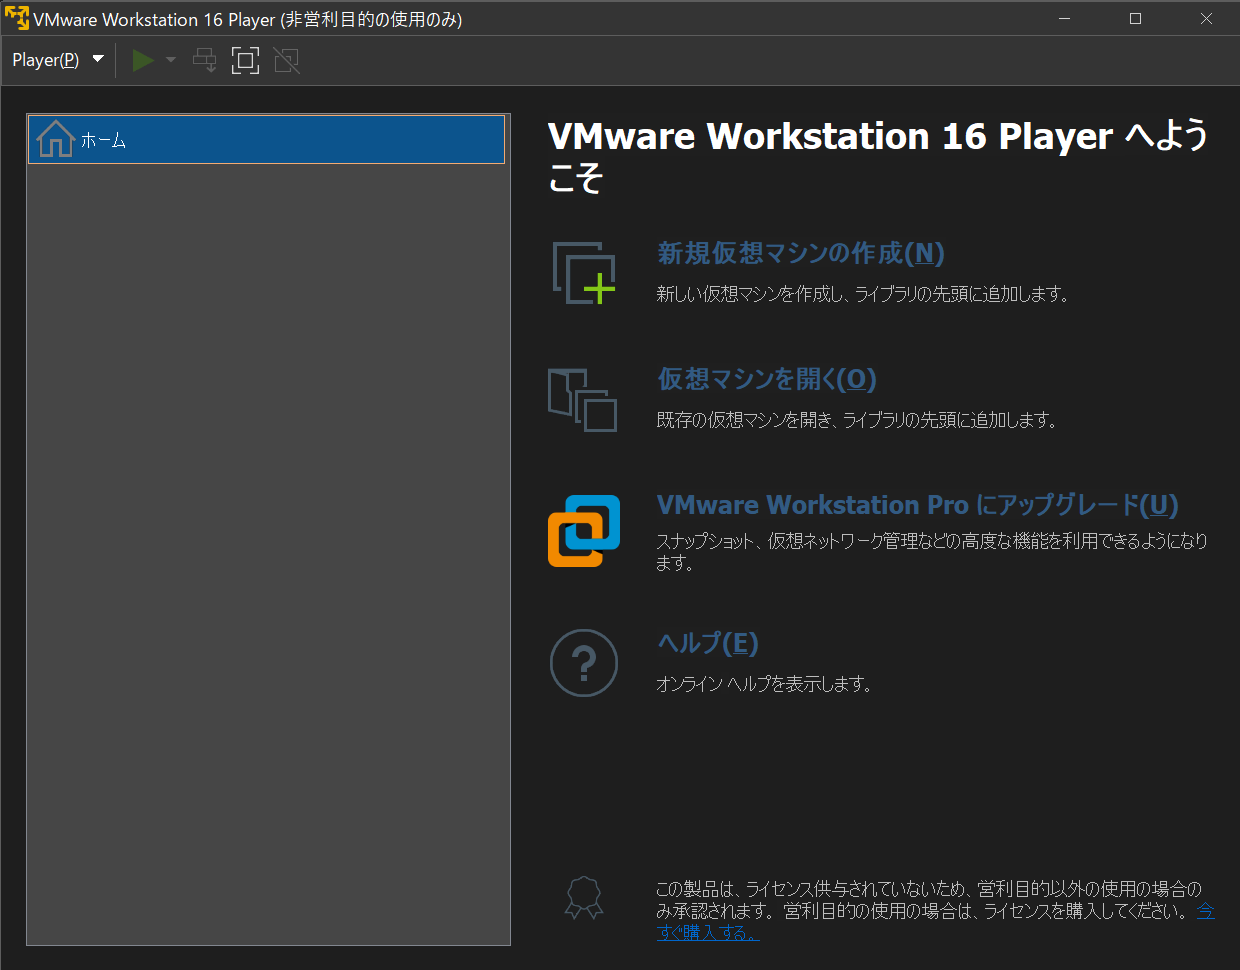 VMware Workstation 16 Player (非営利目的の使用のみ)
Player(P)
ホーム
VMware Workstation 16 Player へよう
こそ
新規仮想マシンの作成(N)
新しい仮想マシンを作成し、ライブラリの先頭に追加します。
仮想マシンを開く(O)
既存の仮想マシンを開き、ライブラリの先頭に追加します。
VMware Workstation Pro にアップグレード(U)
スナップショット、仮想ネットワーク管理などの高度な機能を利用できるようになり
ます。
ヘルプ(E)
オンライン ヘルプを表示します。
この製品は、ライセンス供与されていないため、営利目的以外の使用の場合の
み承認されます。 営利目的の使用の場合は、ライセンスを購入してください。 今
すぐ購入する。